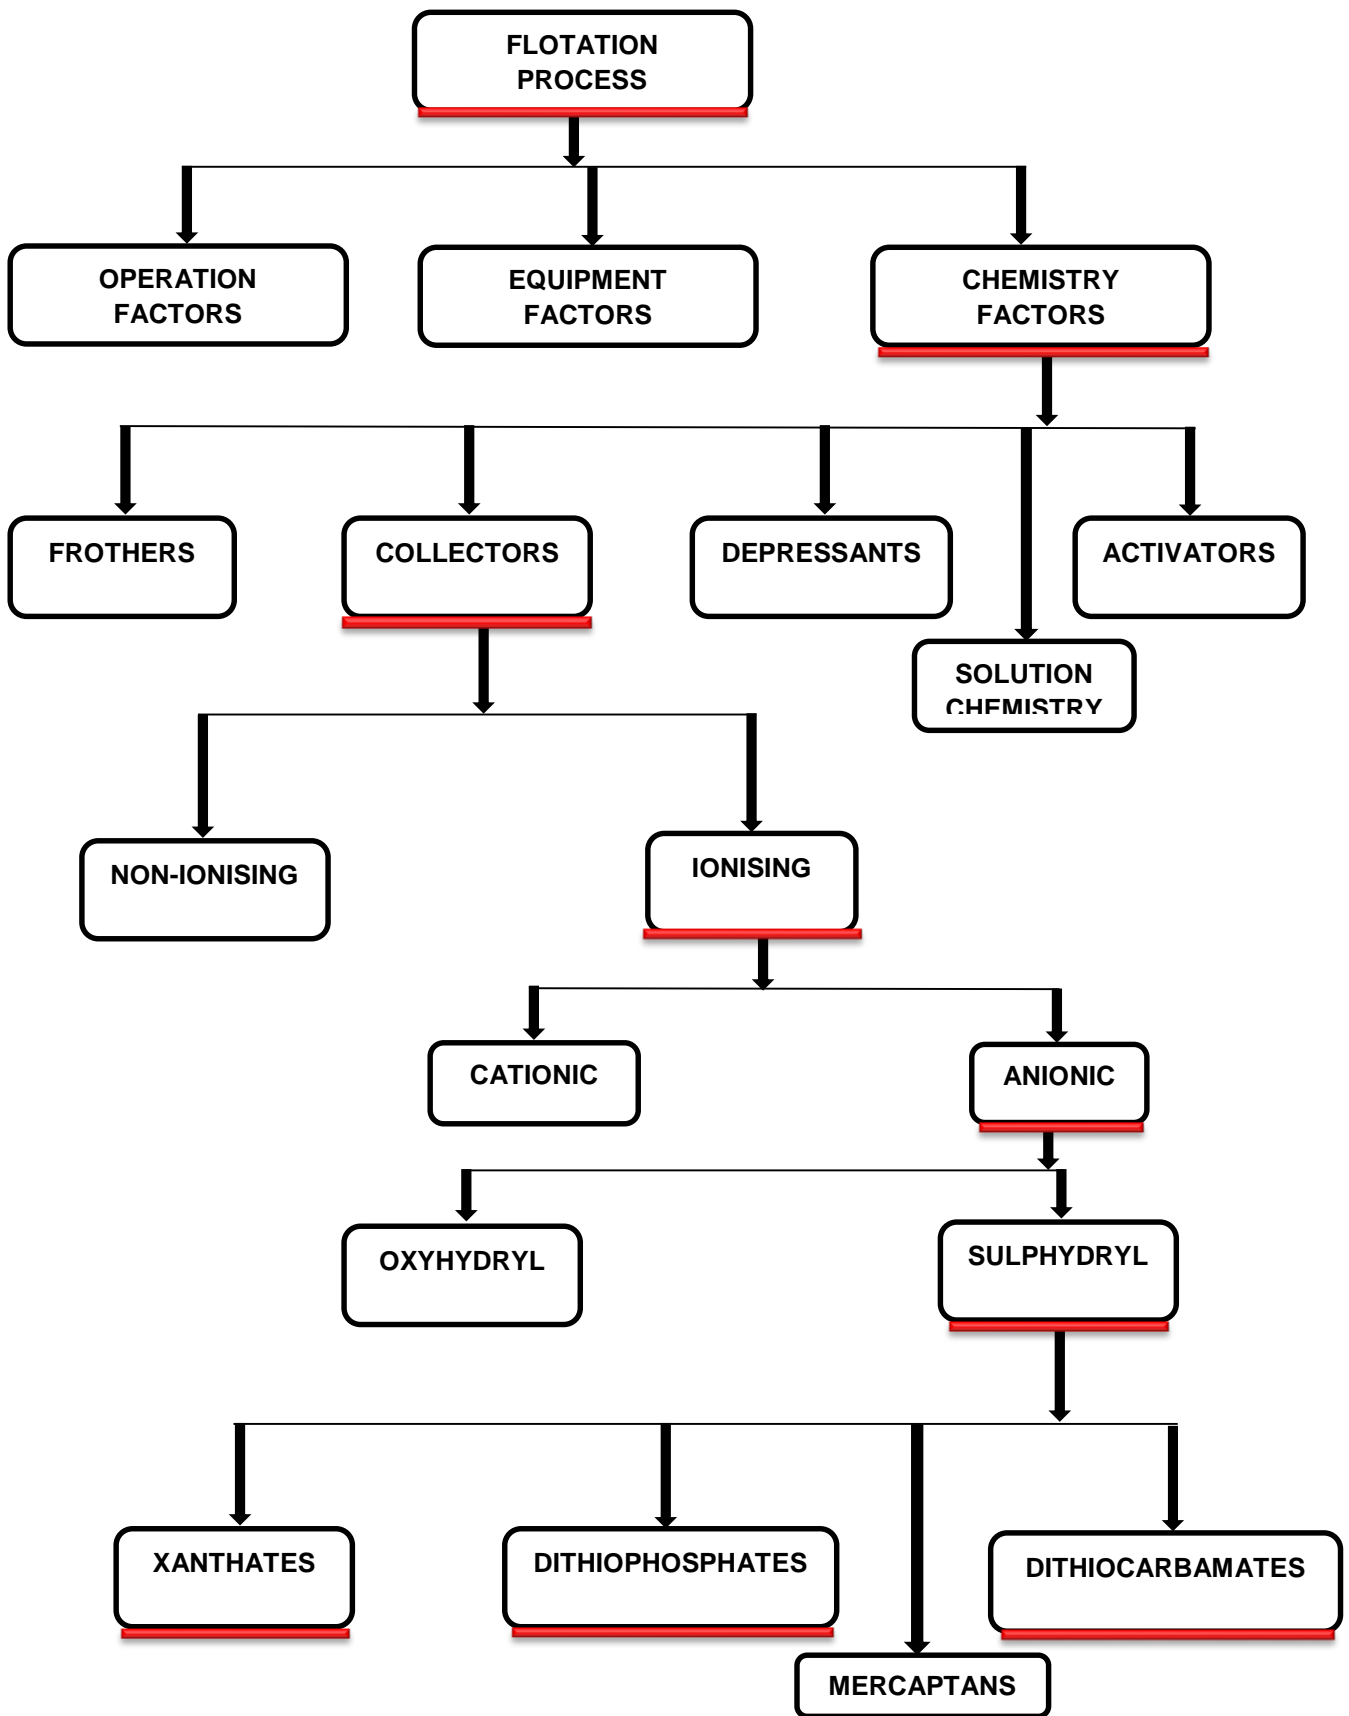 FLOTATION
PROCESS
OPERATION
FACTORS
EQUIPMENT
FACTORS
CHEMISTRY
FACTORS
FROTHERS
COLLECTORS
DEPRESSANTS
ACTIVATORS
SOLUTION
CHEMISTRY
NON-IONISING
IONISING
CATIONIC
ANIONIC
OXYHYDRYL
SULPHYDRYL
XANTHATES
DITHIOPHOSPHATES
DITHIOCARBAMATES
MERCAPTANS